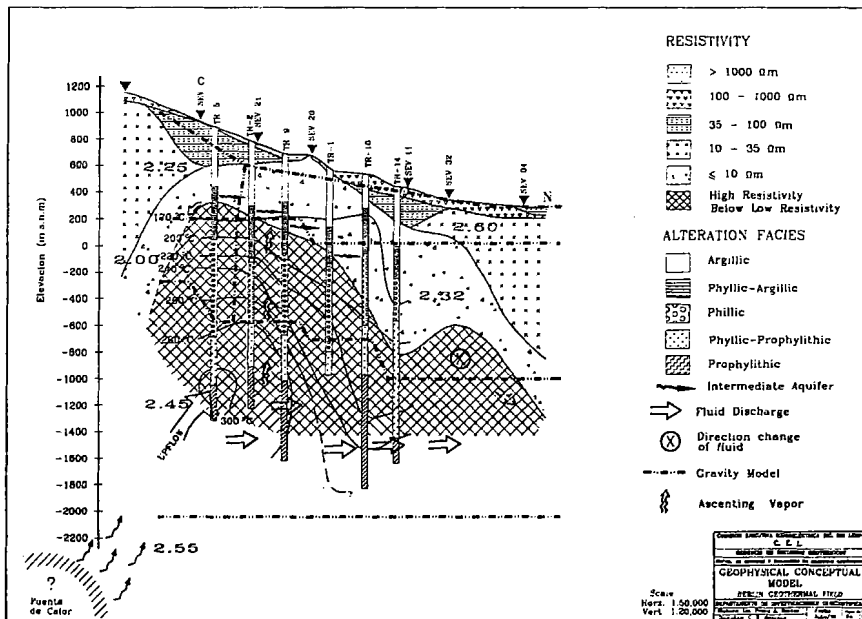 RESISTIVITY
> 1000 Ωm
100 - 1000 Ωm
35 - 100 Ωm
10 - 35 Ωm
≤ 10 Ωm
High Resistivity
Below Low Resistivity
ALTERATION FACIES
Argillic
Phyllic-Argillic
Phillic
Phyllic-Prophylithic
Prophylithic
Intermediate Aquifer
Fluid Discharge
Direction change
of fluid
Gravity Model
Ascenting Vapor
Elevacion (m a.n.m)
1200
1000
800
600
400
200
0
-200
-400
-600
-800
-1000
-1200
-1400
-1600
-1800
-2000
-2200
C
SEV
TR 5
TR-2
SEV 21
TR 9
SEV 20
TR-1
TR-10
TR-14
SEV 11
SEV 32
SEV 04
N
2.25
2.00
2.60
2.32
2.45
2.55
200
300°C
UPFLOW
?
?
Fuente
de Calor
Scale
Horz. 1:50,000
Vert 1:20,000
C. E. L
GEOPHYSICAL CONCEPTUAL
MODEL
BERLIN GEOTHERMAL FIELD